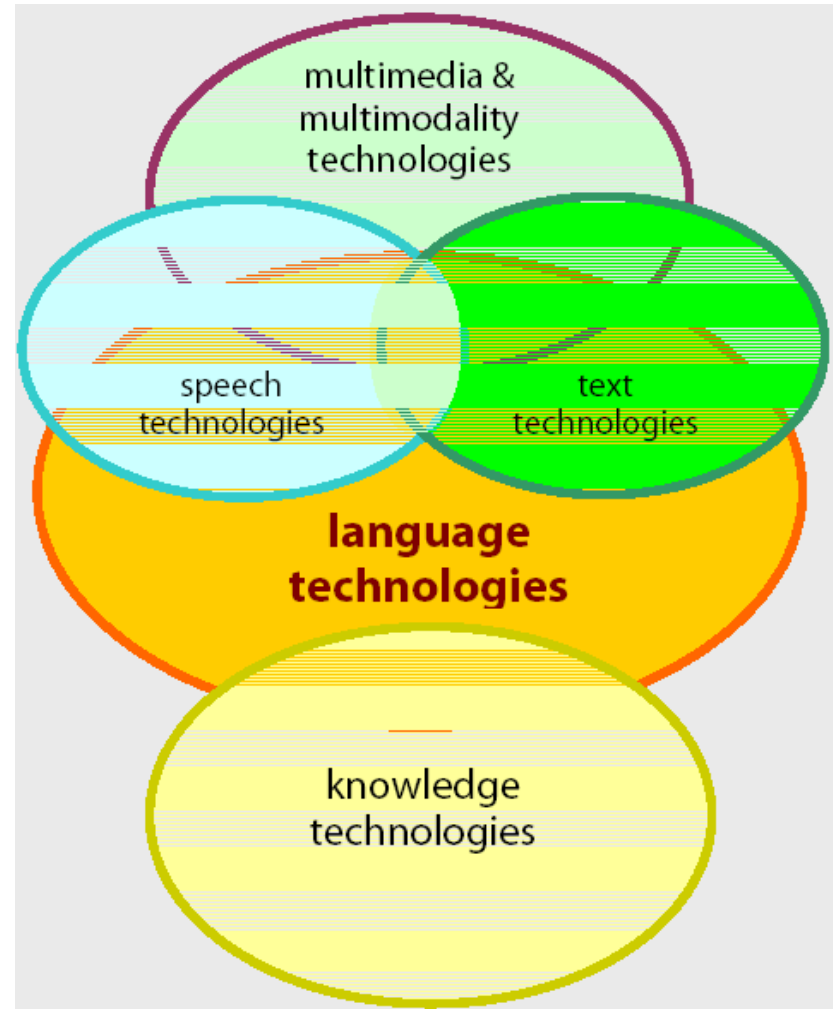 multimedia &
multimodality
technologies
speech
technologies
text
technologies
language
technologies
knowledge
technologies